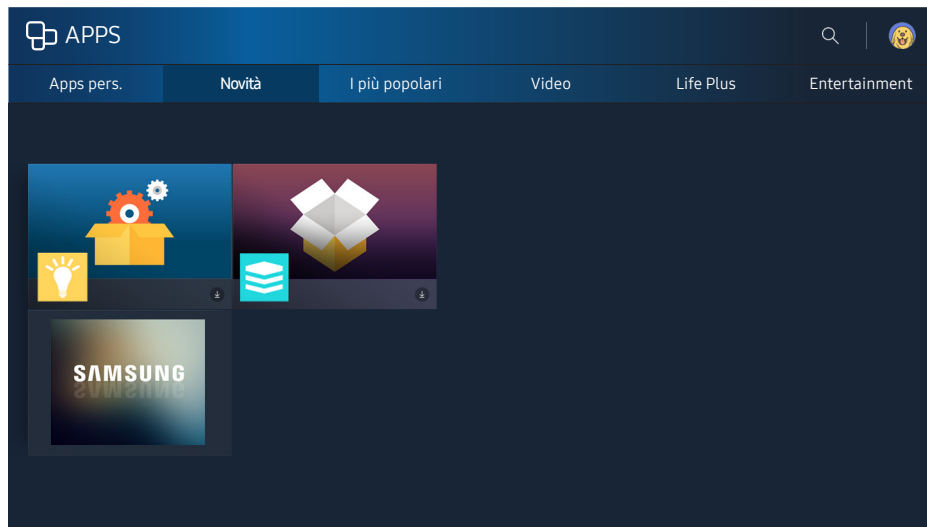 APPS
Apps pers. Novità I più popolari Video Life Plus Entertainment
SAMSUNG